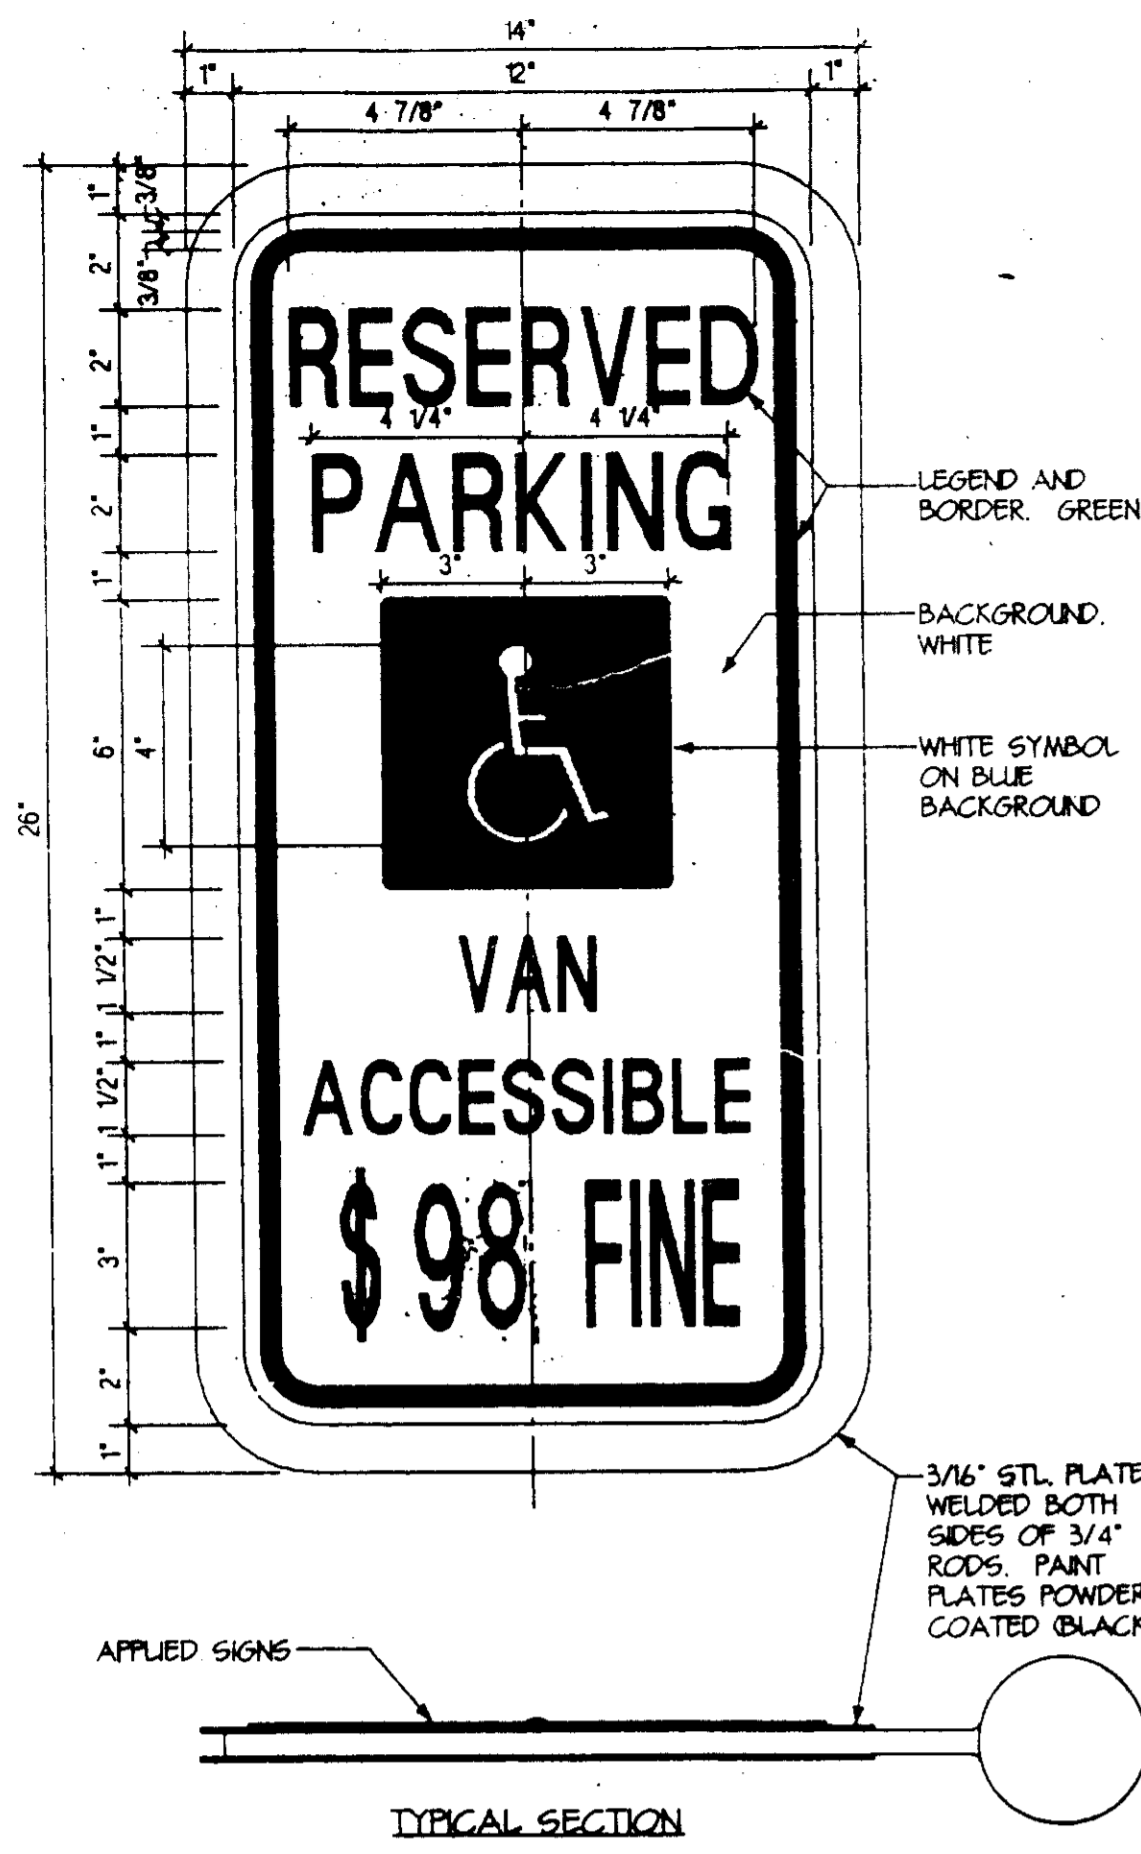 14"
1" 12" 1"
4 7/8" 4 7/8"
1"
3/8"
2"
3/8"
RESERVED
2"
4 1/4" 4 1/4"
1"
PARKING
2"
LEGEND AND
BORDER. GREEN
3" 3"
1"
BACKGROUND.
WHITE
6"
4"
WHITE SYMBOL
ON BLUE
BACKGROUND
26"
1"
VAN
1 1/2"
1"
ACCESSIBLE
1 1/2"
1"
$ 98 FINE
3"
2"
1"
3/16" STL. PLATE
WELDED BOTH
SIDES OF 3/4"
RODS. PAINT
PLATES POWDER
COATED (BLACK
APPLIED SIGNS
TYPICAL SECTION